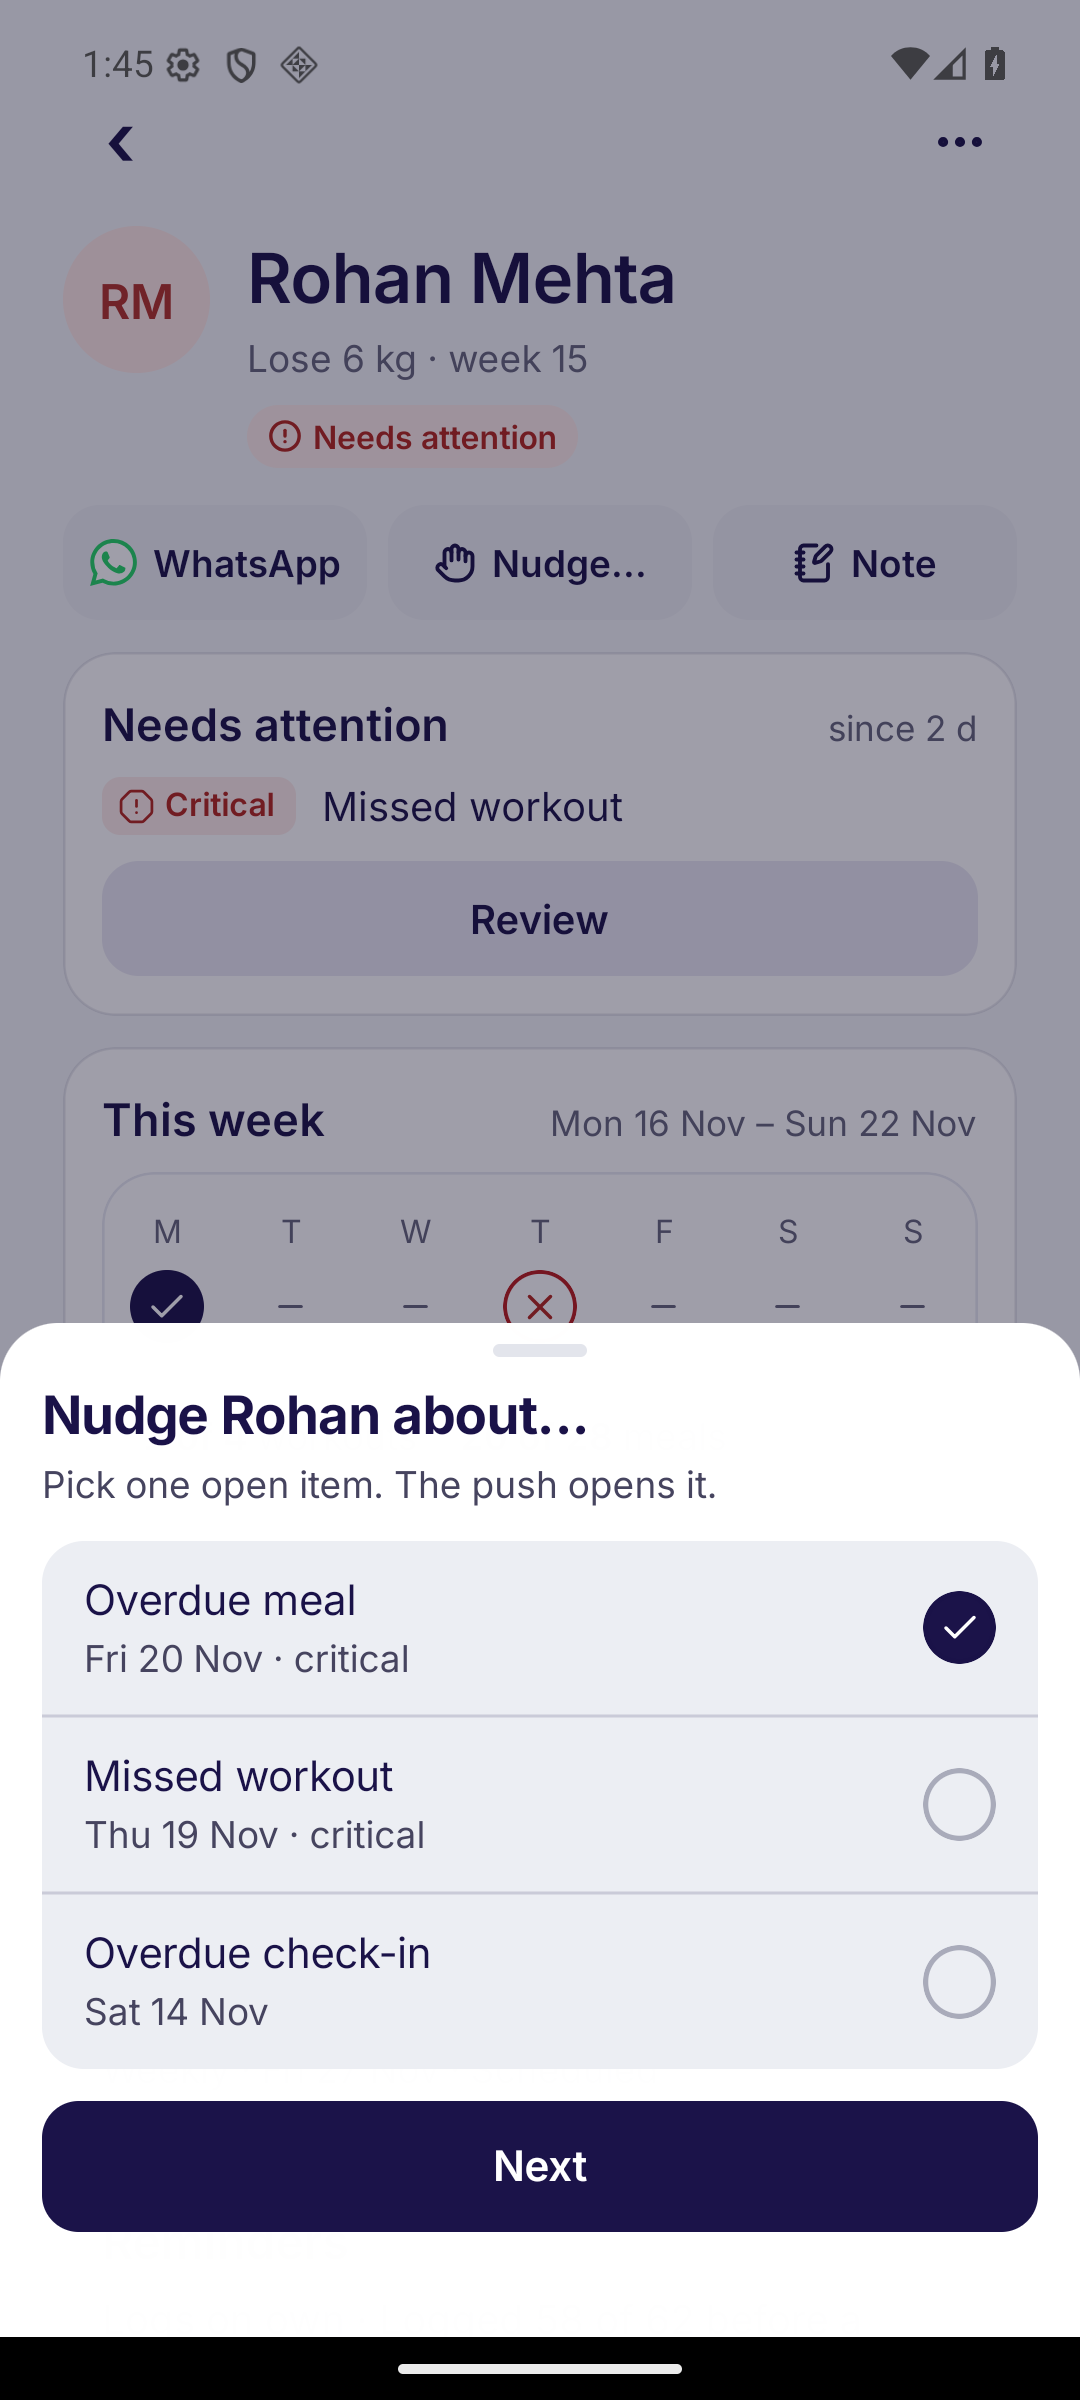 1:45
Rohan Mehta
RM
Lose 6 kg · week 15
Needs attention
WhatsApp
Nudge...
Note
Needs attention
since 2 d
Critical
Missed workout
Review
This week
Mon 16 Nov – Sun 22 Nov
M T W T F S S
Nudge Rohan about...
Pick one open item. The push opens it.
Overdue meal
Fri 20 Nov · critical
Missed workout
Thu 19 Nov · critical
Overdue check-in
Sat 14 Nov
Next